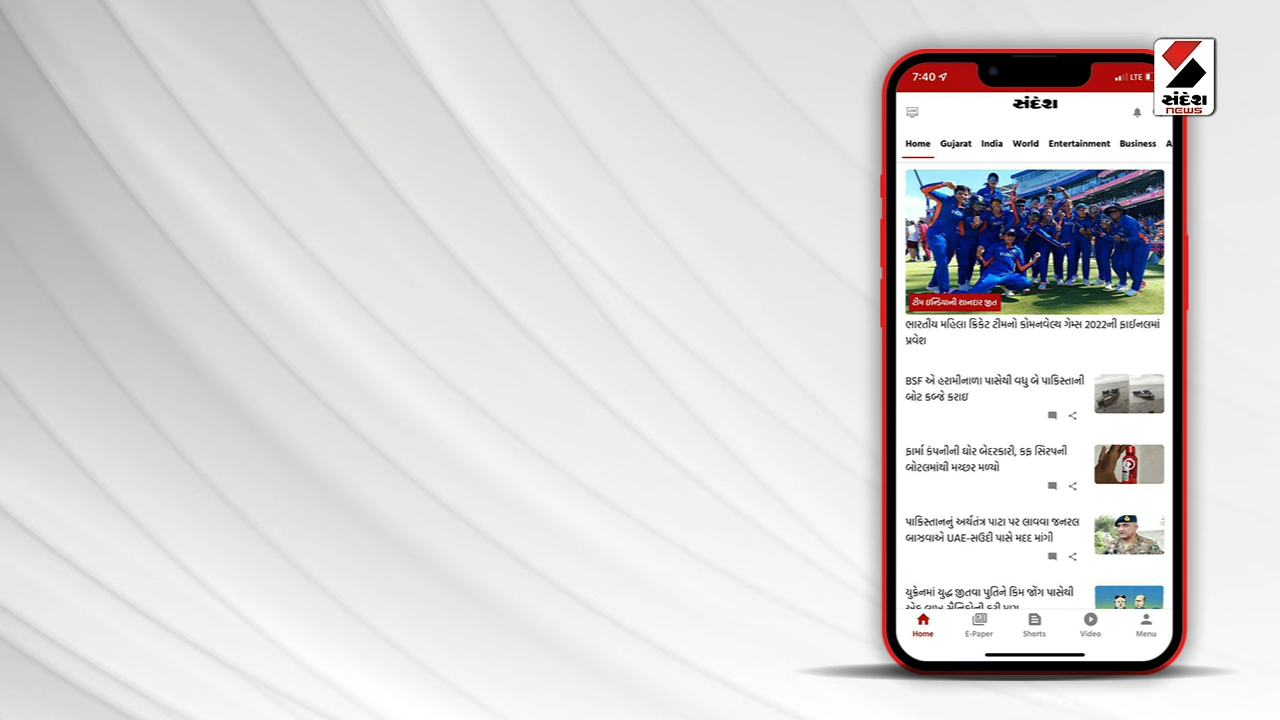 7:40
LTE
સંદેશ
NEWS
સંદેશ
Home Gujarat India World Entertainment Business A
ટીમ ઇન્ડિયાની શાનદાર જીત
ભારતીય મહિલા ક્રિકેટ ટીમનો કોમનવેલ્થ ગેમ્સ 2022ની ફાઈનલમાં
પ્રવેશ
BSF એ હરામીનાળા પાસેથી વધુ બે પાકિસ્તાની
બોટ કબ્જે કરાઇ
ફાર્મા કંપનીની ઘોર બેદરકારી, કફ સિરપની
બોટલમાંથી મચ્છર મળ્યો
પાકિસ્તાનનું અર્થતંત્ર પાટા પર લાવવા જનરલ
બાઝવાએ UAE-સઉદી પાસે મદદ માંગી
યુક્રેનમાં યુદ્ધ જીતવા પુતિને કિમ જોંગ પાસેથી
Home E-Paper Shorts Video Menu